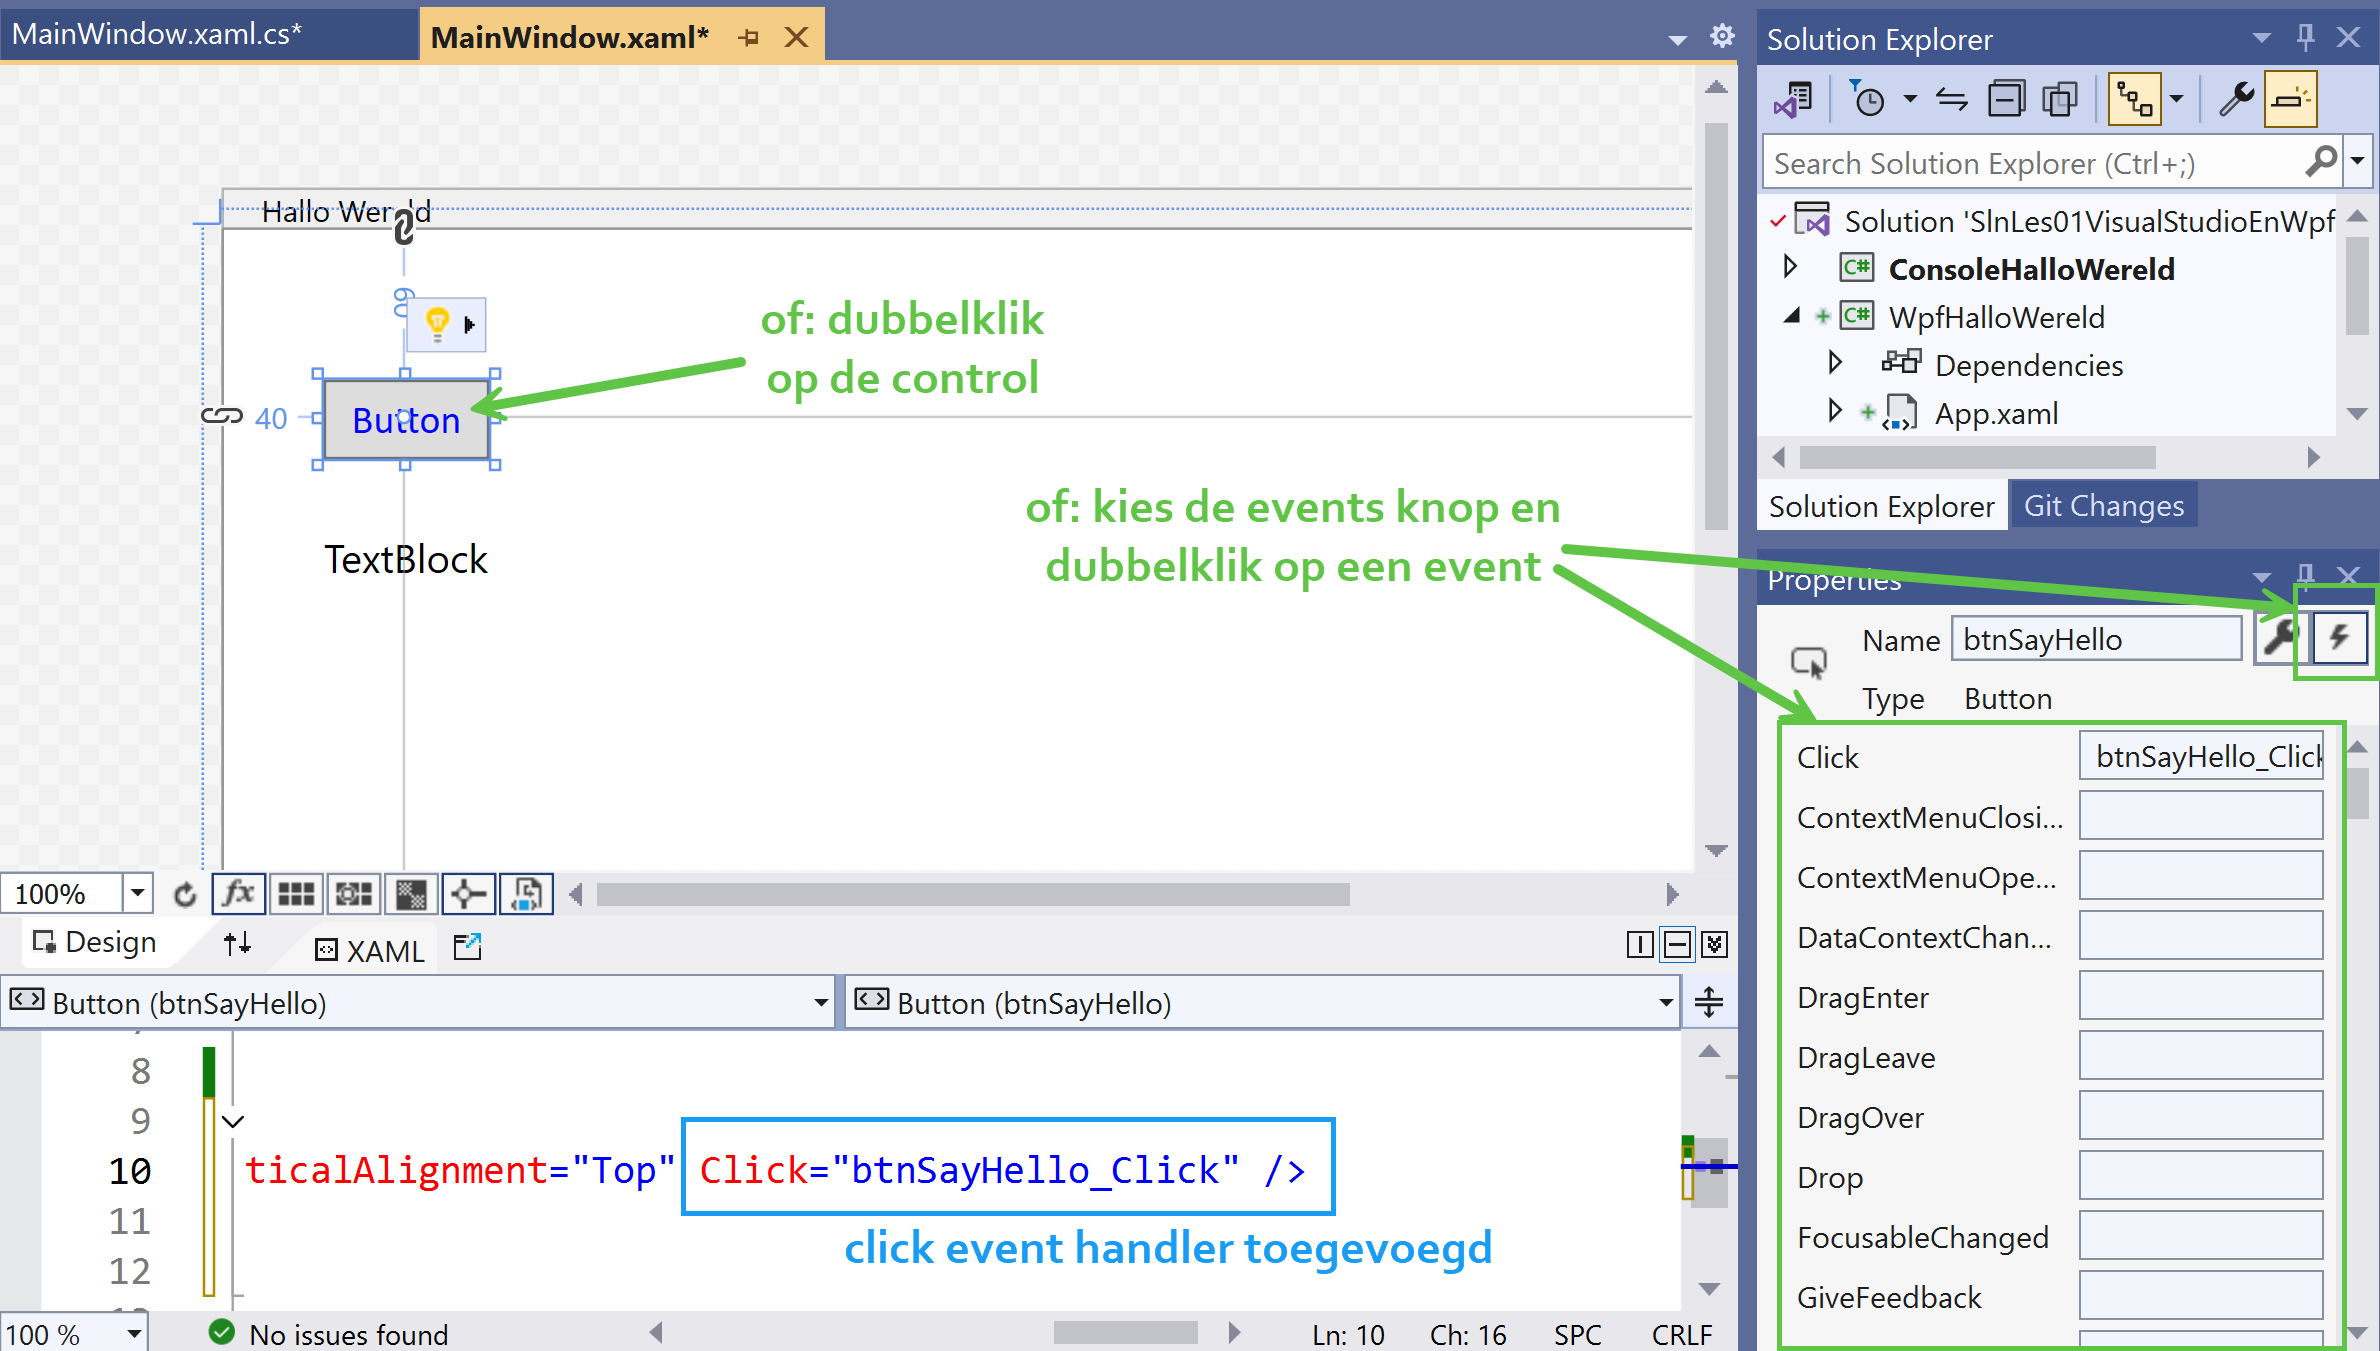 MainWindow.xaml.cs*
MainWindow.xaml*
Hallo Wereld
90
40
Button
TextBlock
of: dubbelklik
op de control
of: kies de events knop en
dubbelklik op een event
100%
fx
Design
XAML
Button (btnSayHello)
Button (btnSayHello)
8
9
10
ticalAlignment="Top" Click="btnSayHello_Click" />
11
12
click event handler toegevoegd
100 %
No issues found
Ln: 10
Ch: 16
SPC
CRLF
Solution Explorer
Search Solution Explorer (Ctrl+;)
Solution 'SlnLes01VisualStudioEnWpf
C# ConsoleHalloWereld
C# WpfHalloWereld
Dependencies
App.xaml
Solution Explorer
Git Changes
Properties
Name btnSayHello
Type Button
Click btnSayHello_Click
ContextMenuClosi...
ContextMenuOpe...
DataContextChan...
DragEnter
DragLeave
DragOver
Drop
FocusableChanged
GiveFeedback